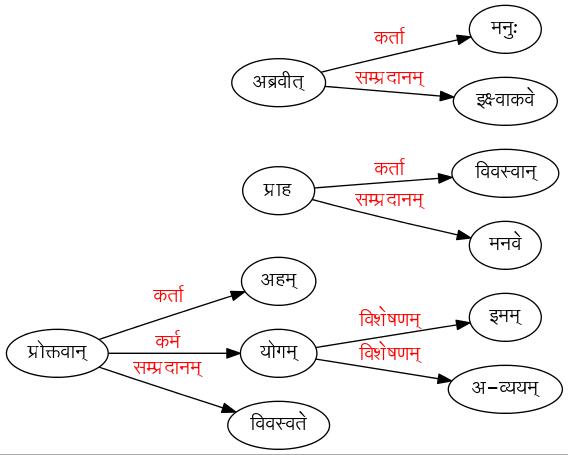 मनुः
कर्ता
अब्रवीत्
सम्प्रदानम्
इक्ष्वाकवे
कर्ता
विवस्वान्
प्राह
सम्प्रदानम्
मनवे
अहम्
कर्ता
इमम्
विशेषणम्
कर्म
प्रोक्तवान्
योगम्
विशेषणम्
सम्प्रदानम्
अ-व्ययम्
विवस्वते